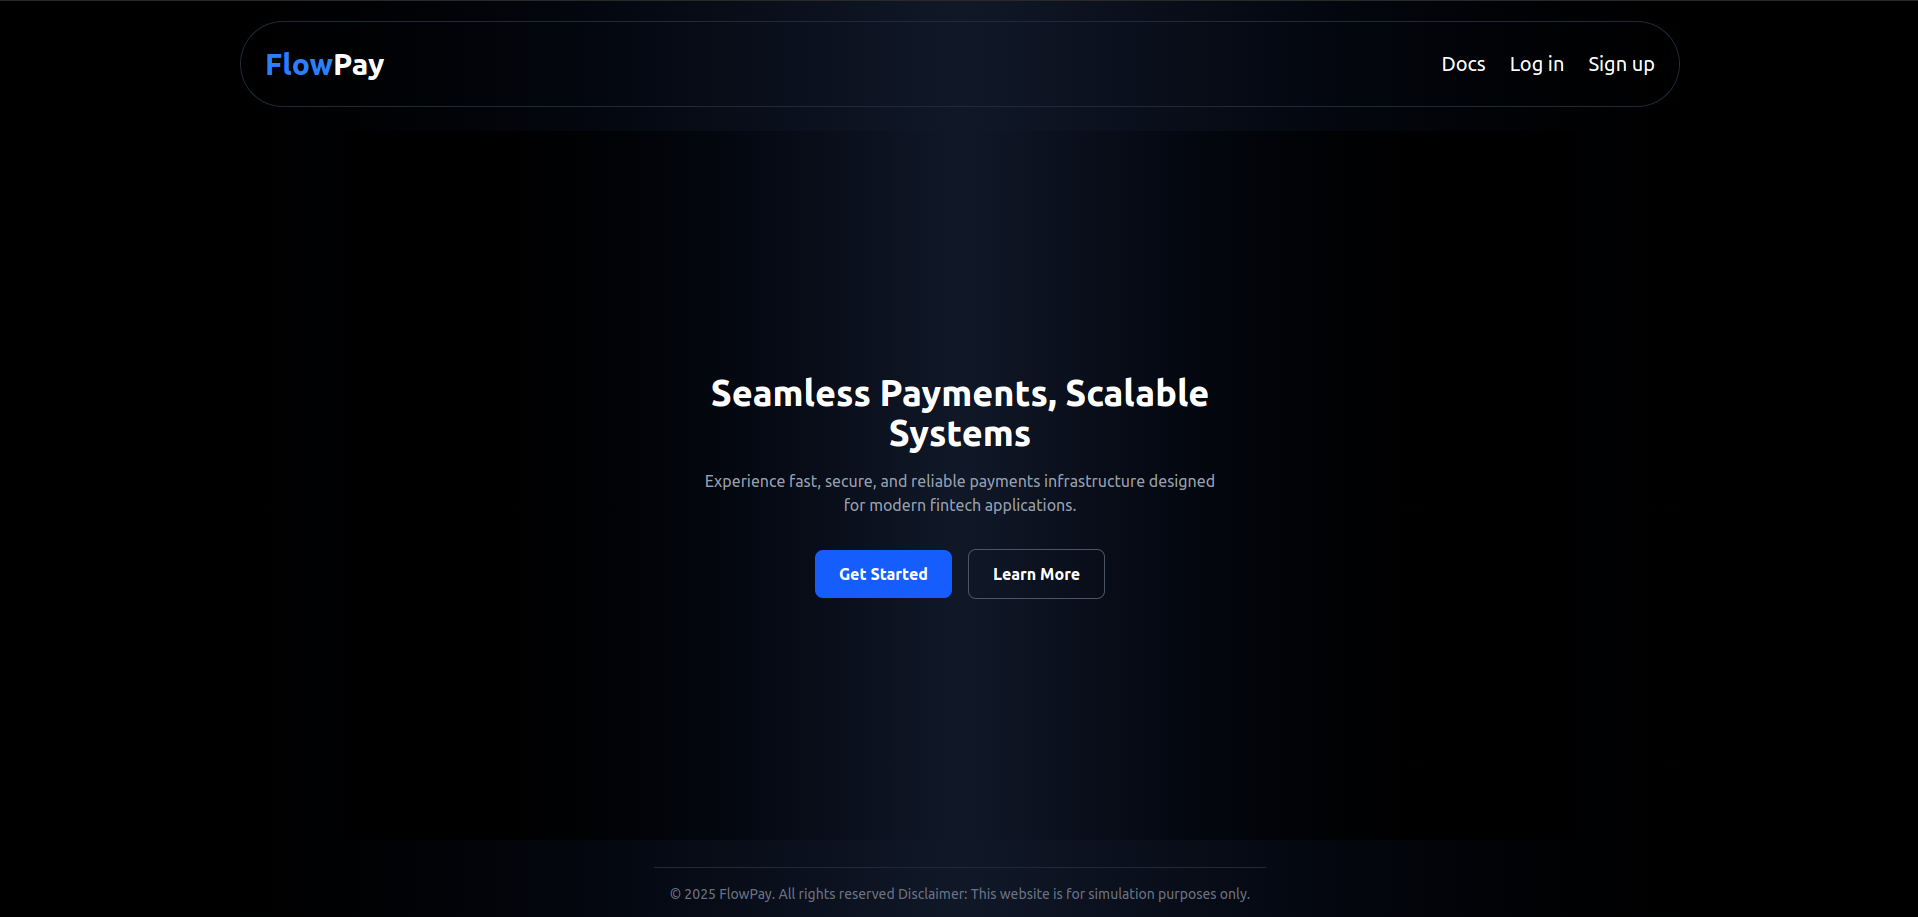 FlowPay
Docs Log in Sign up
Seamless Payments, Scalable
Systems
Experience fast, secure, and reliable payments infrastructure designed
for modern fintech applications.
Get Started Learn More
© 2025 FlowPay. All rights reserved Disclaimer: This website is for simulation purposes only.